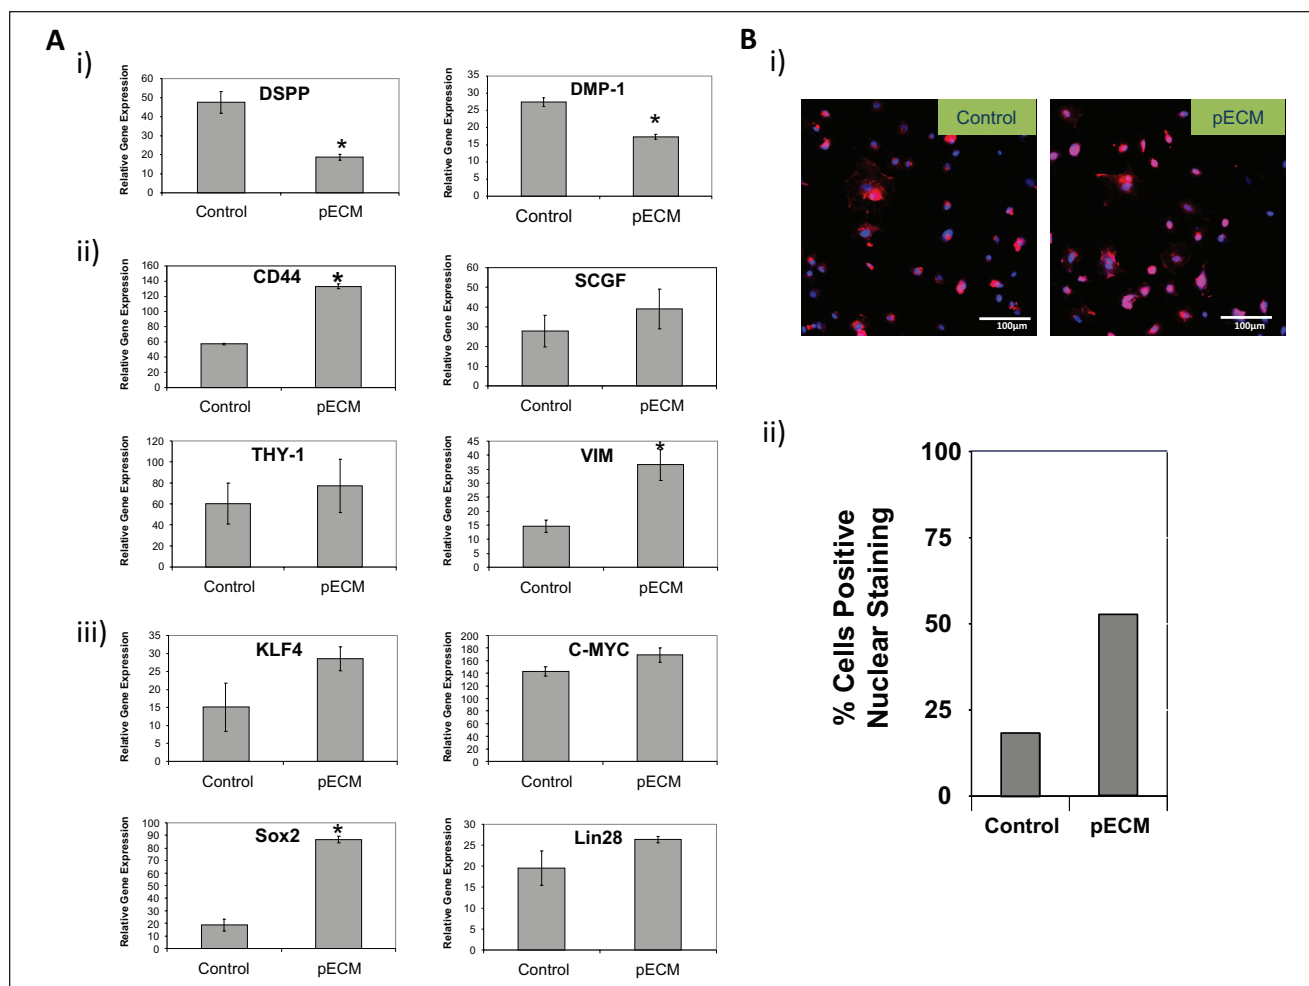 A
i)
Relative Gene Expression
60
50
40
30
20
10
0
DSPP
*
Control pECM
Relative Gene Expression
35
30
25
20
15
10
5
0
DMP-1
*
Control pECM
ii)
Relative Gene Expression
160
140
120
100
80
60
40
20
0
CD44
*
Control pECM
Relative Gene Expression
60
50
40
30
20
10
0
SCGF
Control pECM
Relative Gene Expression
120
100
80
60
40
20
0
THY-1
Control pECM
Relative Gene Expression
45
40
35
30
25
20
15
10
5
0
VIM
*
Control pECM
iii)
Relative Gene Expression
35
30
25
20
15
10
5
0
KLF4
Control pECM
Relative Gene Expression
200
180
160
140
120
100
80
60
40
20
0
C-MYC
Control pECM
Relative Gene Expression
100
90
80
70
60
50
40
30
20
10
0
Sox2
*
Control pECM
Relative Gene Expression
30
25
20
15
10
5
0
Lin28
Control pECM
B
i)
Control
100µm
pECM
100µm
ii)
% Cells Positive
Nuclear Staining
100
75
50
25
0
Control pECM